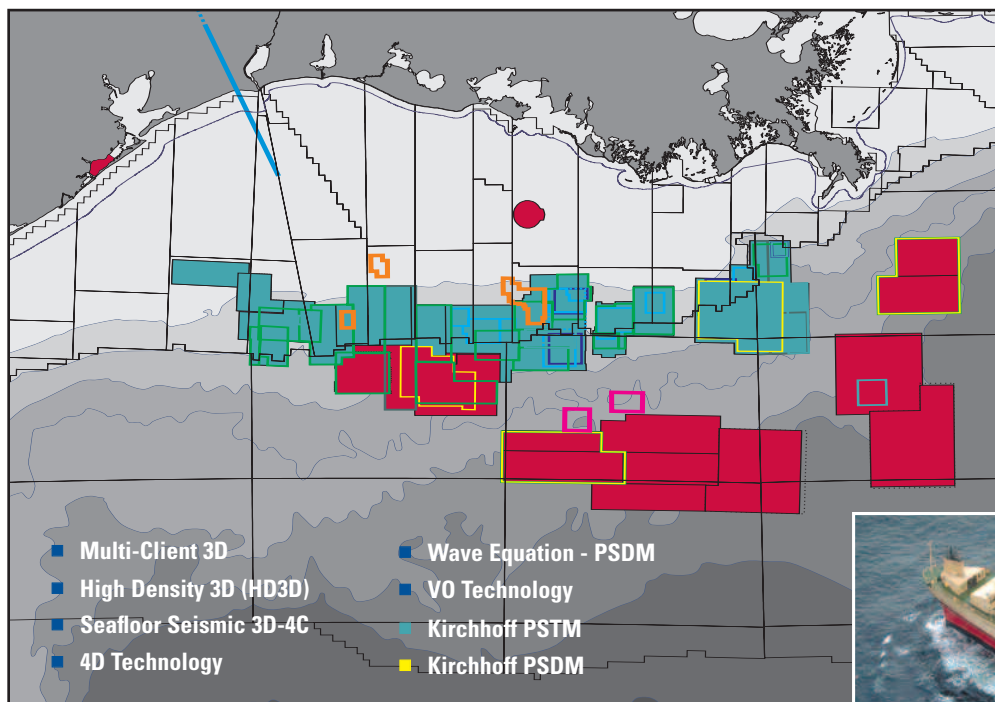 Multi-Client 3D
High Density 3D (HD3D)
Seafloor Seismic 3D-4C
4D Technology
Wave Equation - PSDM
VO Technology
Kirchhoff PSTM
Kirchhoff PSDM